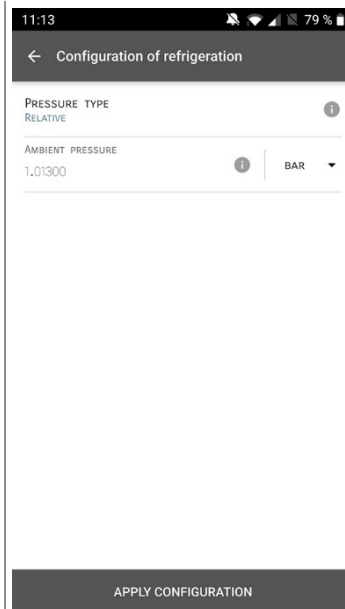 11:13 79 %
Configuration of refrigeration
PRESSURE TYPE
RELATIVE
AMBIENT PRESSURE
1.01300 BAR
APPLY CONFIGURATION